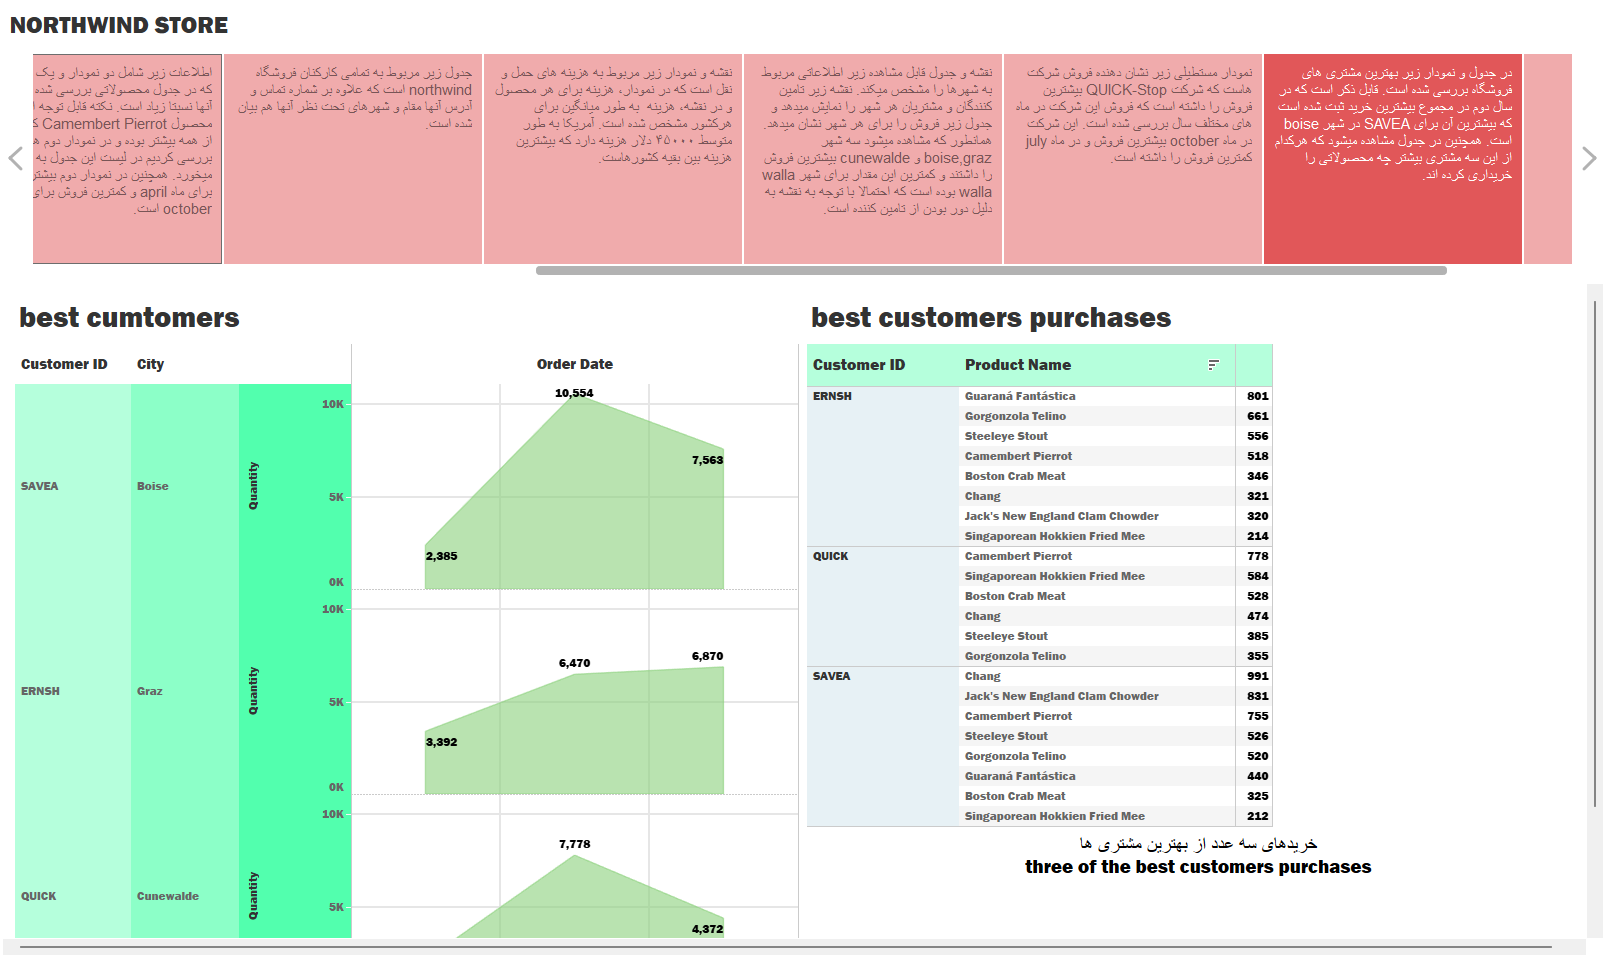 NORTHWIND STORE
اطلاعات زیر شامل دو نمودار و یک
که در جدول محصولاتی بررسی شده
آنها نسبتا زیاد است. نکته قابل توجه
محصول Camembert Pierrot
از همه بیشتر بوده و در نمودار دوم
بررسی کردیم در لیست این جدول به
میخورد. همچنین در نمودار دوم بیشتر
برای ماه april و کمترین فروش برای
october است.
جدول زیر مربوط به تمامی کارکنان فروشگاه
northwind است که علاوه بر شماره تماس و
آدرس آنها مقام و شهرهای تحت نظر آنها هم بیان
شده است.
نقشه و نمودار زیر مربوط به هزینه های حمل و
نقل است که در نمودار، هزینه برای هر محصول
و در نقشه، هزینه به طور میانگین برای
هرکشور مشخص شده است. آمریکا به طور
متوسط ۴۵۰۰۰ دلار هزینه دارد که بیشترین
هزینه بین بقیه کشورهاست.
نقشه و جدول قابل مشاهده زیر اطلاعاتی مربوط
به شهرها را مشخص میکند. نقشه زیر تامین
کنندگان و مشتریان هر شهر را نمایش میدهد و
جدول زیر فروش را برای هر شهر نشان میدهد.
همانطور که مشاهده میشود سه شهر
boise,graz و cunewalde بیشترین فروش
را داشتند و کمترین این مقدار برای شهر walla
walla بوده است که احتمالا با توجه به نقشه به
دلیل دور بودن از تامین کننده است.
نمودار مستطیلی زیر نشان دهنده فروش شرکت
هاست که شرکت QUICK-Stop بیشترین
فروش را داشته است که فروش این شرکت در ماه
های مختلف سال بررسی شده است. این شرکت
در ماه october بیشترین فروش و در ماه july
کمترین فروش را داشته است.
در جدول و نمودار زیر بهترین مشتری های
فروشگاه بررسی شده است. قابل ذکر است که در
سال دوم در مجموع بیشترین خرید ثبت شده است
که بیشترین آن برای SAVEA در شهر boise
است. همچنین در جدول مشاهده میشود که هرکدام
از این سه مشتری بیشتر چه محصولاتی را
خریداری کرده اند.
best cumtomers
Customer ID City Order Date
SAVEA Boise Quantity
10K
5K
0K
10,554
7,563
2,385
ERNSH Graz Quantity
10K
5K
0K
6,470
6,870
3,392
QUICK Cunewalde Quantity
10K
5K
7,778
4,372
best customers purchases
Customer ID Product Name
ERNSH Guaraná Fantástica 801
Gorgonzola Telino 661
Steeleye Stout 556
Camembert Pierrot 518
Boston Crab Meat 346
Chang 321
Jack's New England Clam Chowder 320
Singaporean Hokkien Fried Mee 214
QUICK Camembert Pierrot 778
Singaporean Hokkien Fried Mee 584
Boston Crab Meat 528
Chang 474
Steeleye Stout 385
Gorgonzola Telino 355
SAVEA Chang 991
Jack's New England Clam Chowder 831
Camembert Pierrot 755
Steeleye Stout 526
Gorgonzola Telino 520
Guaraná Fantástica 440
Boston Crab Meat 325
Singaporean Hokkien Fried Mee 212
خریدهای سه عدد از بهترین مشتری ها
three of the best customers purchases